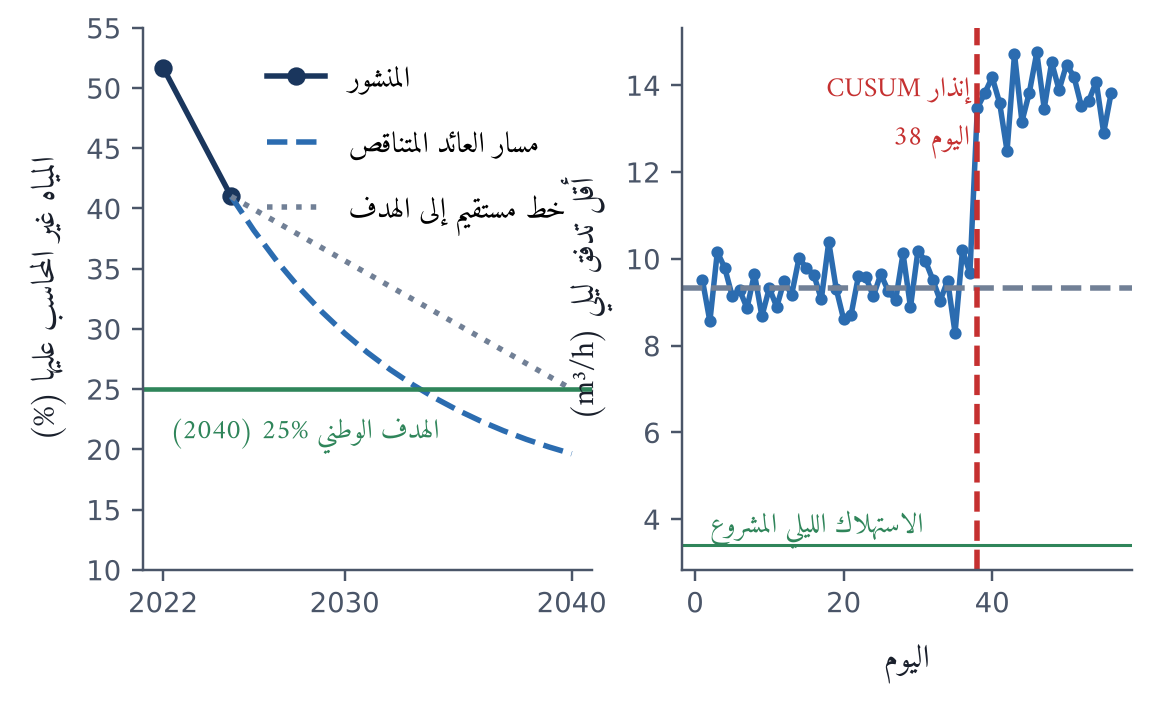 55
50
45
40
35
30
25
20
15
10
2022
2030
2040
المياه غير المحاسب عليها (%)
المنشور
مسار العائد المتناقص
خط مستقيم إلى الهدف
الهدف الوطني 25% (2040)
14
12
10
8
6
4
0
20
40
أقل تدفق ليلي (m³/h)
إنذار CUSUM
اليوم 38
الاستهلاك الليلي المشروع
اليوم